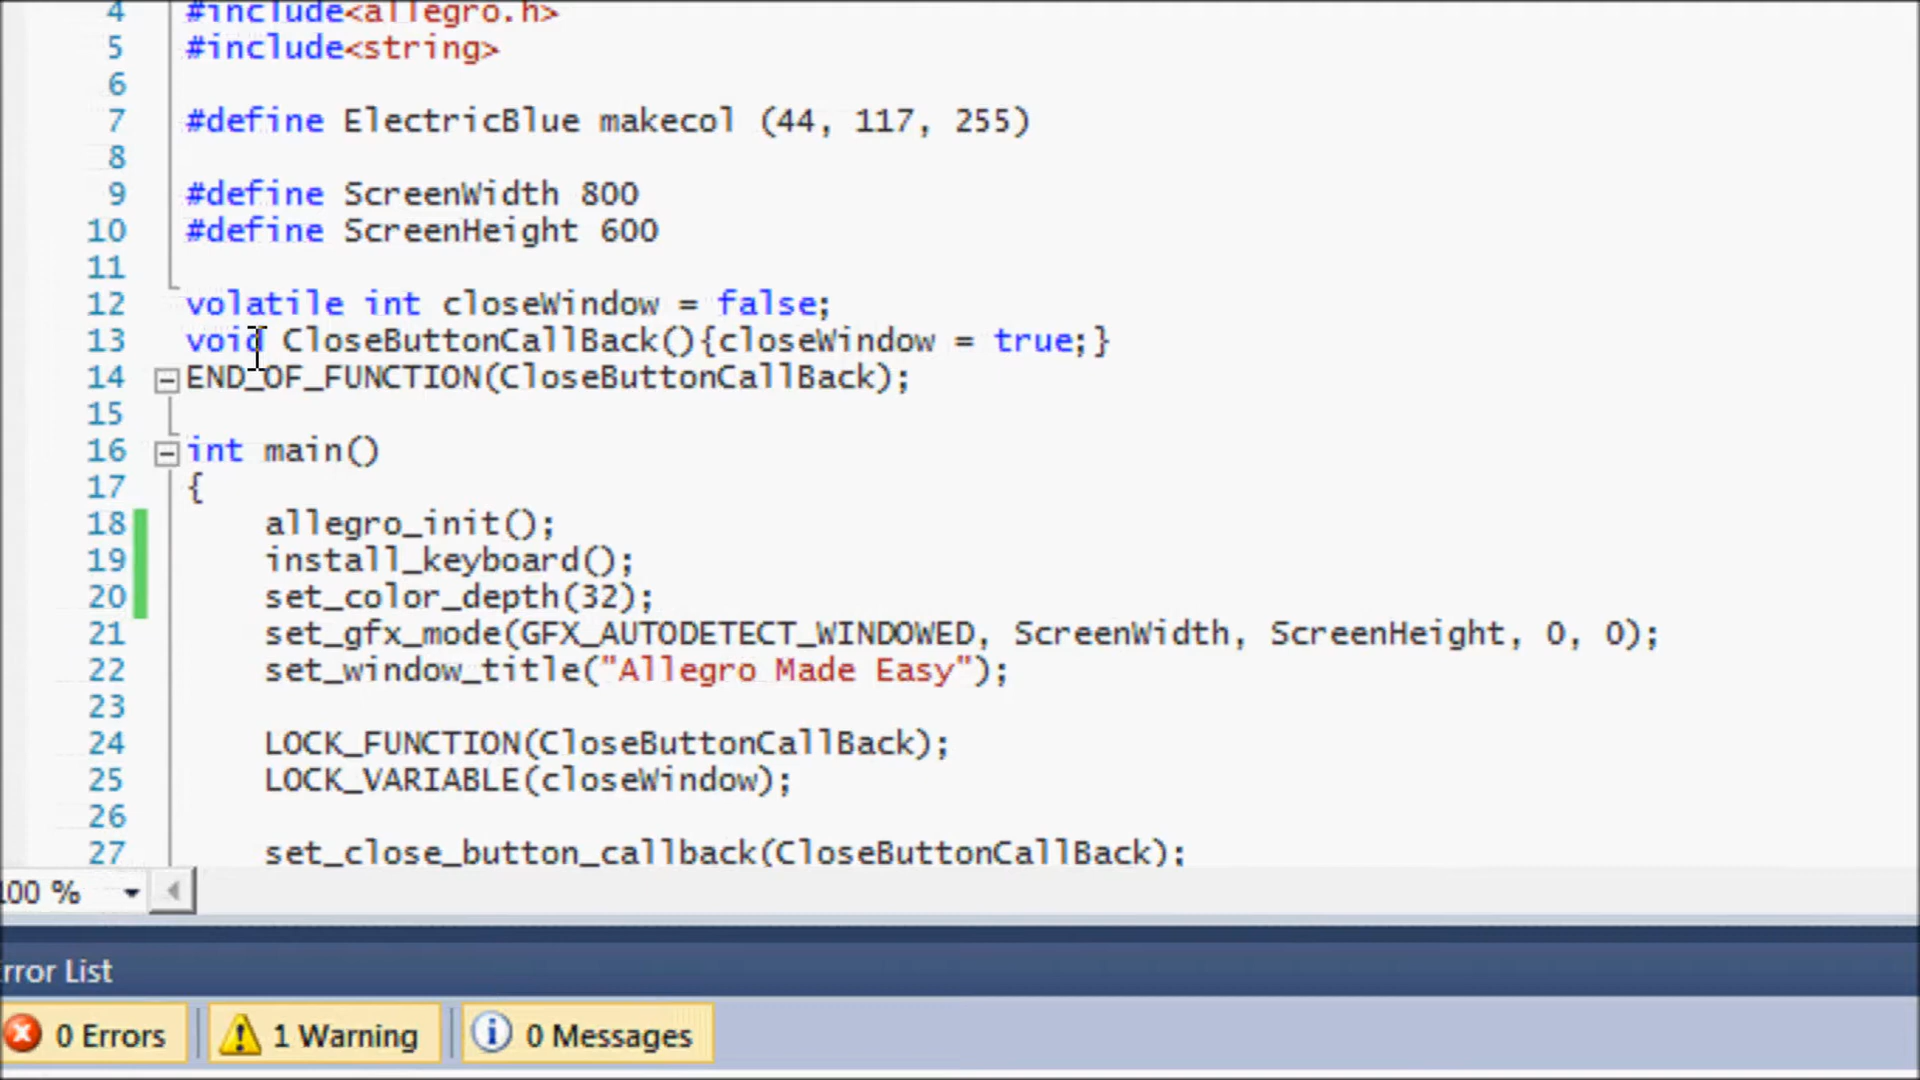 4 #include<allegro.h>
5 #include<string>
6
7 #define ElectricBlue makecol (44, 117, 255)
8
9 #define ScreenWidth 800
10 #define ScreenHeight 600
11
12 volatile int closeWindow = false;
13 void CloseButtonCallBack(){closeWindow = true;}
14 END_OF_FUNCTION(CloseButtonCallBack);
15
16 int main()
17 {
18 allegro_init();
19 install_keyboard();
20 set_color_depth(32);
21 set_gfx_mode(GFX_AUTODETECT_WINDOWED, ScreenWidth, ScreenHeight, 0, 0);
22 set_window_title("Allegro Made Easy");
23
24 LOCK_FUNCTION(CloseButtonCallBack);
25 LOCK_VARIABLE(closeWindow);
26
27 set_close_button_callback(CloseButtonCallBack);
100 %
rror List
0 Errors 1 Warning 0 Messages